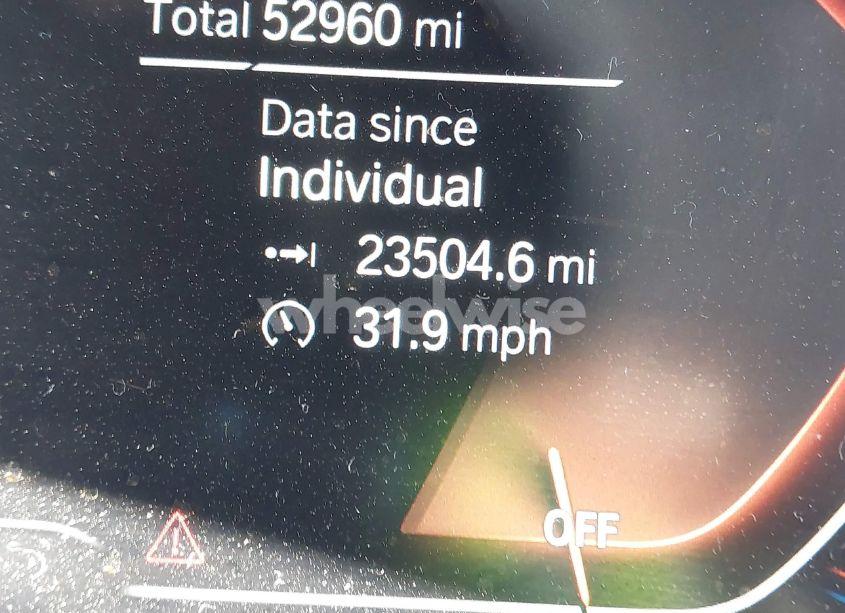 Total 52960 mi
Data since
Individual
23504.6 mi
wheelwise
31.9 mph
OFF